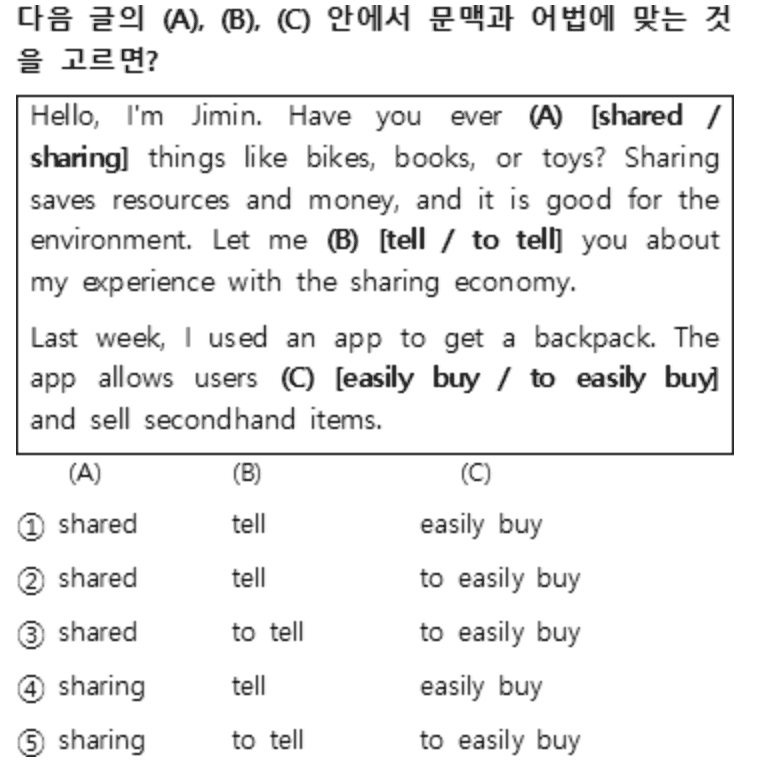 다음 글의 (A), (B), (C) 안에서 문맥과 어법에 맞는 것
을 고르면?
Hello, I'm Jimin. Have you ever (A) [shared /
sharing] things like bikes, books, or toys? Sharing
saves resources and money, and it is good for the
environment. Let me (B) [tell / to tell] you about
my experience with the sharing economy.
Last week, I used an app to get a backpack. The
app allows users (C) [easily buy / to easily buy]
and sell secondhand items.
(A) (B) (C)
① shared tell easily buy
② shared tell to easily buy
③ shared to tell to easily buy
④ sharing tell easily buy
⑤ sharing to tell to easily buy